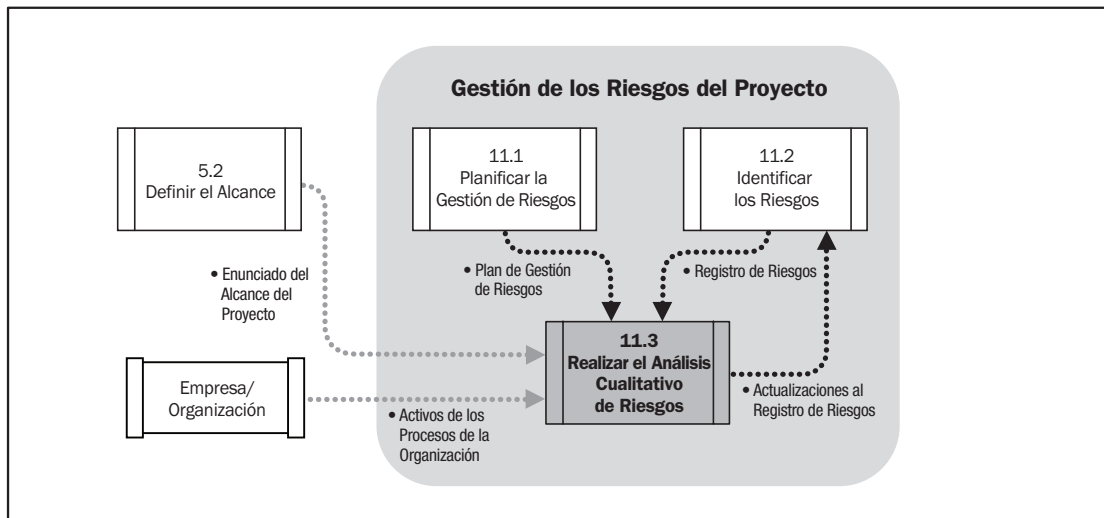 Gestión de los Riesgos del Proyecto
5.2
Definir el Alcance
11.1
Planificar la
Gestión de Riesgos
11.2
Identificar
los Riesgos
• Enunciado del
Alcance del
Proyecto
• Plan de Gestión
de Riesgos
• Registro de Riesgos
11.3
Realizar el Análisis
Cualitativo
de Riesgos
Empresa/
Organización
• Activos de los
Procesos de la
Organización
• Actualizaciones al
Registro de Riesgos